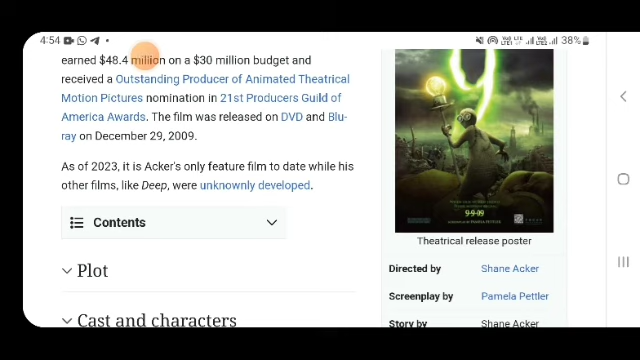 4:54
38%
earned $48.4 million on a $30 million budget and
received a Outstanding Producer of Animated Theatrical
Motion Pictures nomination in 21st Producers Guild of
America Awards. The film was released on DVD and Blu-
ray on December 29, 2009.
As of 2023, it is Acker's only feature film to date while his
other films, like Deep, were unknownly developed.
Contents
Plot
Cast and characters
9
9·9·09
Theatrical release poster
Directed by Shane Acker
Screenplay by Pamela Pettler
Story by Shane Acker